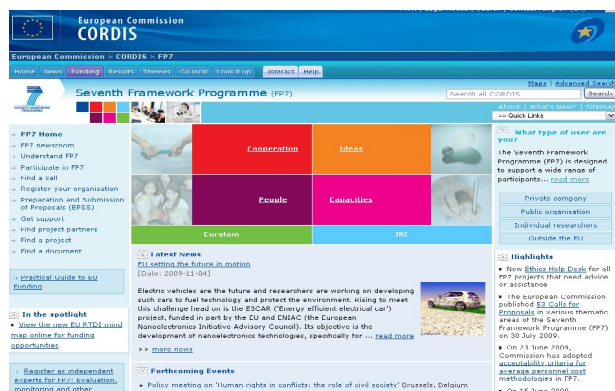 European Commission
CORDIS
European Commission > CORDIS > FP7
Home News Funding Results Themes Go local Look it up Interact Help
Maps | Advanced Search
Seventh Framework Programme (FP7)
Search all CORDIS
Search
About | What's New? | Sitemap
>> Quick Links
FP7 Home
FP7 newsroom
Understand FP7
Participate in FP7
Find a call
Register your organisation
Preparation and Submission
of Proposals (EPSS)
Get support
Find project partners
Find a project
Find a document
Practical Guide to EU
Funding
In the spotlight
View the new EU RTDI mind
map online for funding
opportunities
Register as independent
experts for FP7: Evaluation,
monitoring and other
Cooperation
Ideas
People
Capacities
Euratom
JRC
Latest News
EU setting the future in motion
[Date: 2009-11-04]
Electric vehicles are the future and researchers are working on developing
such cars to fuel technology and protect the environment. Rising to meet
this challenge head on is the E3CAR ('Energy efficient electrical car')
project, funded in part by the EU and ENIAC (the European
Nanoelectronics Initiative Advisory Council). Its objective is the
development of nanoelectronics technologies, specifically for ... read more
>> more news
Forthcoming Events
Policy meeting on 'Human rights in conflicts: the role of civil society' Brussels, Belgium
What type of user are
you?
The Seventh Framework
Programme (FP7) is designed
to support a wide range of
participants... read more
Private company
Public organisation
Individual researchers
Outside the EU
Highlights
New Ethics Help Desk for all
FP7 projects that need advice
or assistance
The European Commission
published 53 Calls for
Proposals in various thematic
areas of the Seventh
Framework Programme (FP7)
on 30 July 2009.
On 23 June 2009,
Commission has adopted
acceptability criteria for
average personnel cost
methodologies in FP7.
On 15 June 2009